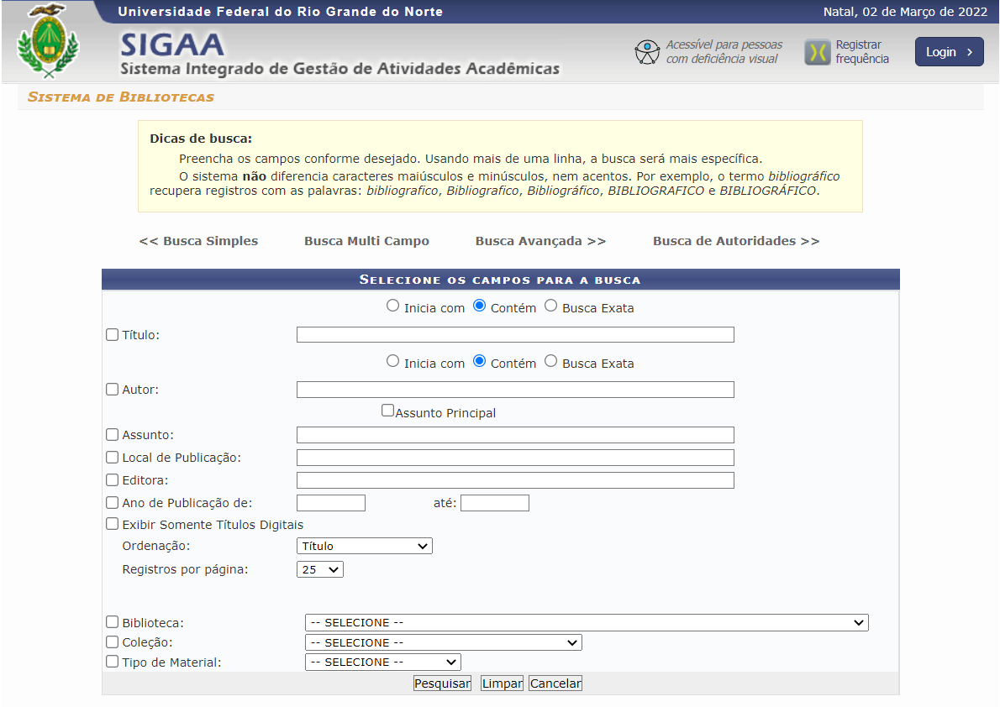 Universidade Federal do Rio Grande do Norte
Natal, 02 de Março de 2022
SIGAA
Sistema Integrado de Gestão de Atividades Acadêmicas
Acessível para pessoas
com deficiência visual
Registrar
frequência
Login >
Sistema de Bibliotecas
Dicas de busca:
Preencha os campos conforme desejado. Usando mais de uma linha, a busca será mais específica.
O sistema não diferencia caracteres maiúsculos e minúsculos, nem acentos. Por exemplo, o termo bibliográfico
recupera registros com as palavras: bibliografico, Bibliografico, Bibliográfico, BIBLIOGRAFICO e BIBLIOGRÁFICO.
<< Busca Simples Busca Multi Campo Busca Avançada >> Busca de Autoridades >>
Selecione os campos para a busca
Inicia com Contém Busca Exata
Título:
Inicia com Contém Busca Exata
Autor:
Assunto Principal
Assunto:
Local de Publicação:
Editora:
Ano de Publicação de: até:
Exibir Somente Títulos Digitais
Ordenação: Título
Registros por página: 25
Biblioteca: -- SELECIONE --
Coleção: -- SELECIONE --
Tipo de Material: -- SELECIONE --
Pesquisar Limpar Cancelar